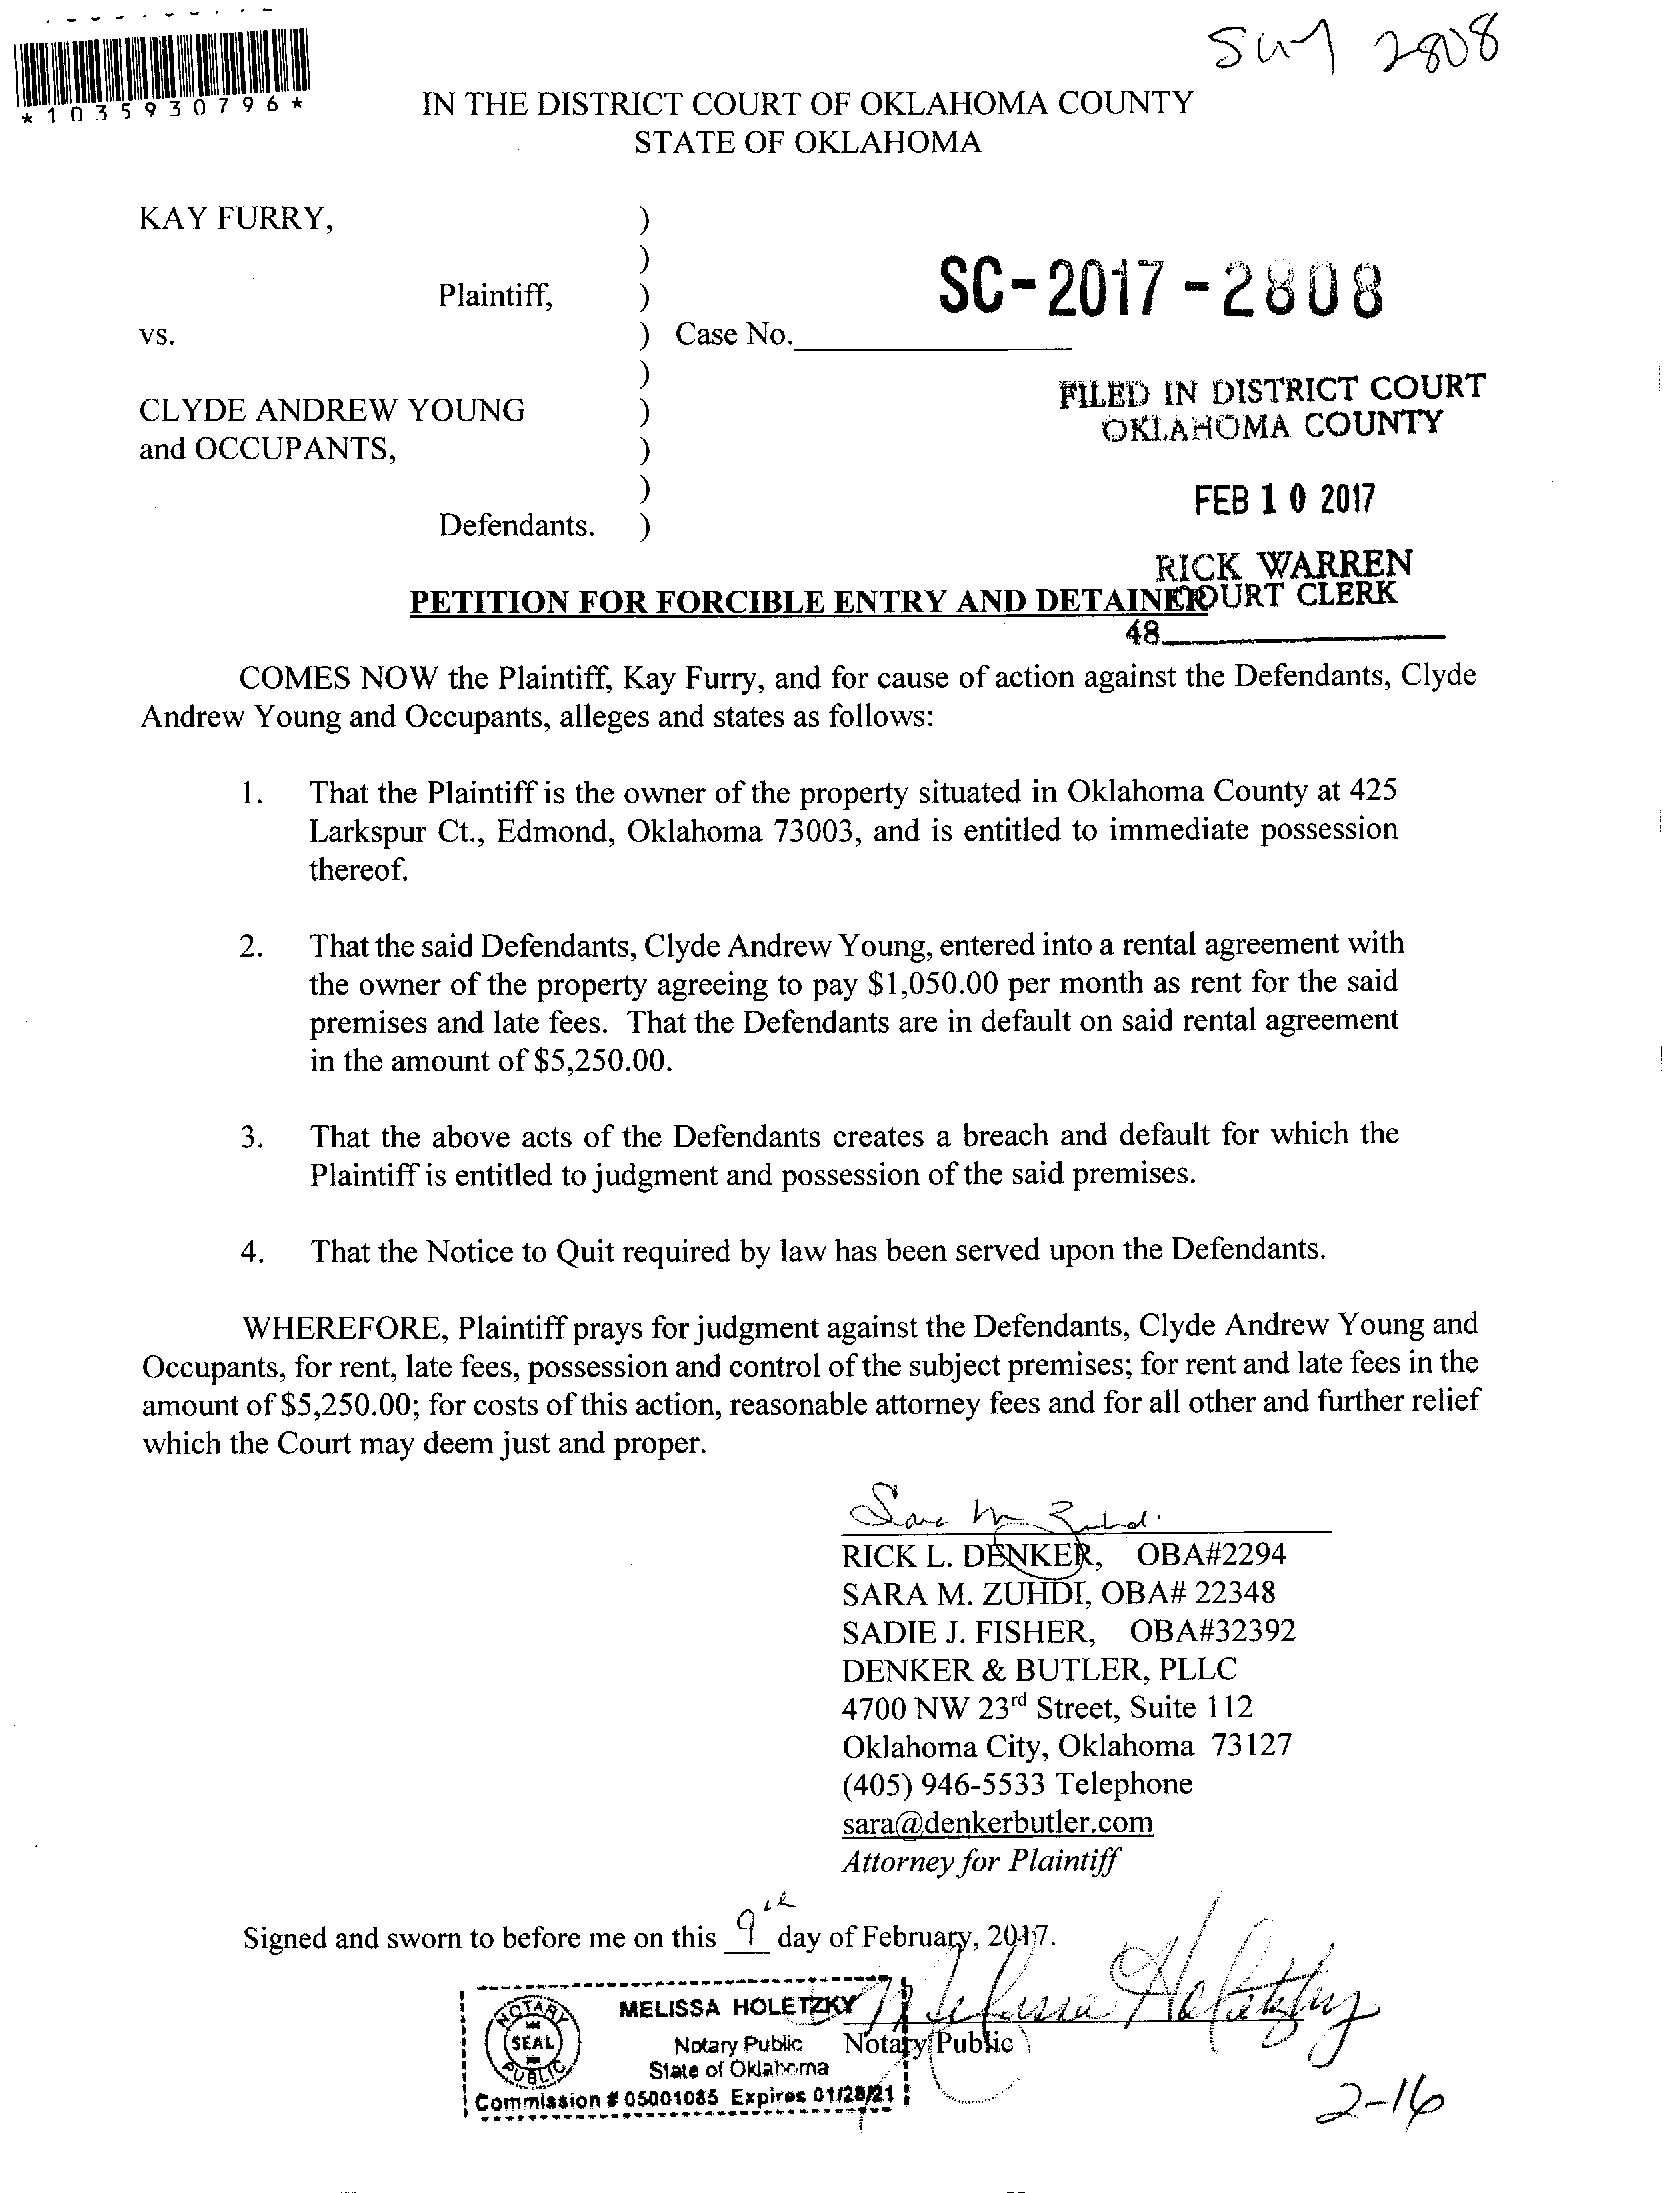 2808
*1035930796*
IN THE DISTRICT COURT OF OKLAHOMA COUNTY
STATE OF OKLAHOMA
KAY FURRY, )
)
Plaintiff, )
SC-2017-2808
vs. ) Case No.
)
CLYDE ANDREW YOUNG )
and OCCUPANTS, )
)
Defendants. )
FILED IN DISTRICT COURT
OKLAHOMA COUNTY
FEB 10 2017
RICK WARREN
COURT CLERK
48
PETITION FOR FORCIBLE ENTRY AND DETAINER
COMES NOW the Plaintiff, Kay Furry, and for cause of action against the Defendants, Clyde
Andrew Young and Occupants, alleges and states as follows:
1. That the Plaintiff is the owner of the property situated in Oklahoma County at 425
Larkspur Ct., Edmond, Oklahoma 73003, and is entitled to immediate possession
thereof.
2. That the said Defendants, Clyde Andrew Young, entered into a rental agreement with
the owner of the property agreeing to pay $1,050.00 per month as rent for the said
premises and late fees. That the Defendants are in default on said rental agreement
in the amount of $5,250.00.
3. That the above acts of the Defendants creates a breach and default for which the
Plaintiff is entitled to judgment and possession of the said premises.
4. That the Notice to Quit required by law has been served upon the Defendants.
WHEREFORE, Plaintiff prays for judgment against the Defendants, Clyde Andrew Young and
Occupants, for rent, late fees, possession and control of the subject premises; for rent and late fees in the
amount of $5,250.00; for costs of this action, reasonable attorney fees and for all other and further relief
which the Court may deem just and proper.
Sara M Zuhdi
RICK L. DENKER, OBA#2294
SARA M. ZUHDI, OBA# 22348
SADIE J. FISHER, OBA#32392
DENKER & BUTLER, PLLC
4700 NW 23rd Street, Suite 112
Oklahoma City, Oklahoma 73127
(405) 946-5533 Telephone
sara@denkerbutler.com
Attorney for Plaintiff
Signed and sworn to before me on this 9th day of February, 2017.
Melissa Holetzky
Notary Public
NOTARY
SEAL
PUBLIC
MELISSA HOLETZKY
Notary Public
State of Oklahoma
Commission # 05001085 Expires 01/28/21
2-16